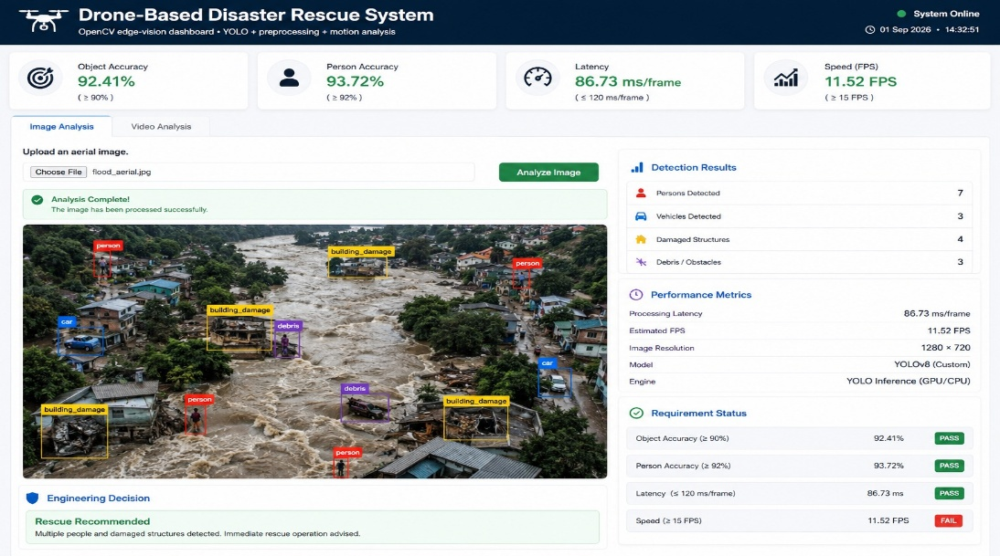 Drone-Based Disaster Rescue System
OpenCV edge-vision dashboard • YOLO + preprocessing + motion analysis
System Online
01 Sep 2026 • 14:32:51
Object Accuracy
92.41%
( ≥ 90% )
Person Accuracy
93.72%
( ≥ 92% )
Latency
86.73 ms/frame
( ≤ 120 ms/frame )
Speed (FPS)
11.52 FPS
( ≥ 15 FPS )
Image Analysis
Video Analysis
Upload an aerial image.
Choose File flood_aerial.jpg
Analyze Image
Analysis Complete!
The image has been processed successfully.
person
building_damage
person
building_damage
debris
car
car
debris
person
building_damage
building_damage
person
Engineering Decision
Rescue Recommended
Multiple people and damaged structures detected. Immediate rescue operation advised.
Detection Results
Persons Detected 7
Vehicles Detected 3
Damaged Structures 4
Debris / Obstacles 3
Performance Metrics
Processing Latency 86.73 ms/frame
Estimated FPS 11.52 FPS
Image Resolution 1280 × 720
Model YOLOv8 (Custom)
Engine YOLO Inference (GPU/CPU)
Requirement Status
Object Accuracy (≥ 90%) 92.41% PASS
Person Accuracy (≥ 92%) 93.72% PASS
Latency (≤ 120 ms/frame) 86.73 ms PASS
Speed (≥ 15 FPS) 11.52 FPS FAIL